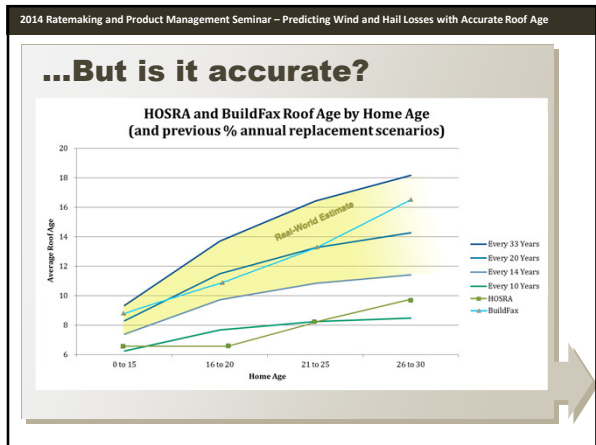 2014 Ratemaking and Product Management Seminar – Predicting Wind and Hail Losses with Accurate Roof Age
...But is it accurate?
HOSRA and BuildFax Roof Age by Home Age
(and previous % annual replacement scenarios)
Average Roof Age
20
18
16
14
12
10
8
6
Real-World Estimate
0 to 15
16 to 20
21 to 25
26 to 30
Home Age
Every 33 Years
Every 20 Years
Every 14 Years
Every 10 Years
HOSRA
BuildFax